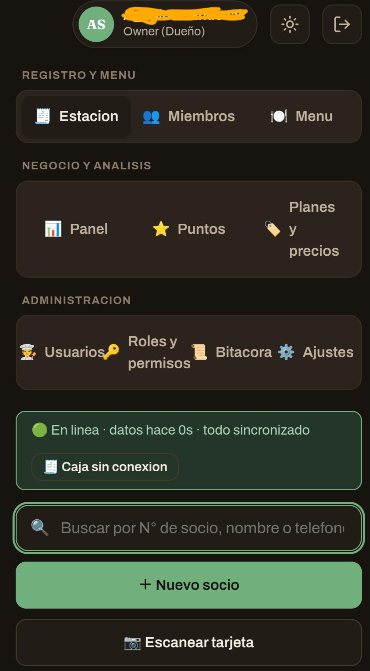 AS
Owner (Dueño)
REGISTRO Y MENU
Estacion Miembros Menu
NEGOCIO Y ANALISIS
Panel Puntos Planes
y
precios
ADMINISTRACION
Usuarios Roles y
permisos Bitacora Ajustes
En linea · datos hace 0s · todo sincronizado
Caja sin conexion
Buscar por N° de socio, nombre o telefon
+ Nuevo socio
Escanear tarjeta